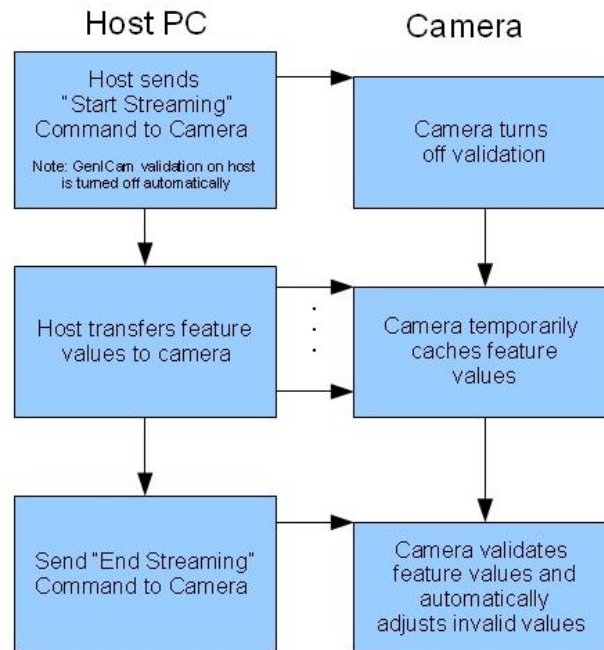 Host PC
Camera
Host sends
"Start Streaming"
Command to Camera
Note: GenICam validation on host
is turned off automatically
Camera turns
off validation
Host transfers feature
values to camera
Camera temporarily
caches feature
values
Send "End Streaming"
Command to Camera
Camera validates
feature values and
automatically
adjusts invalid values